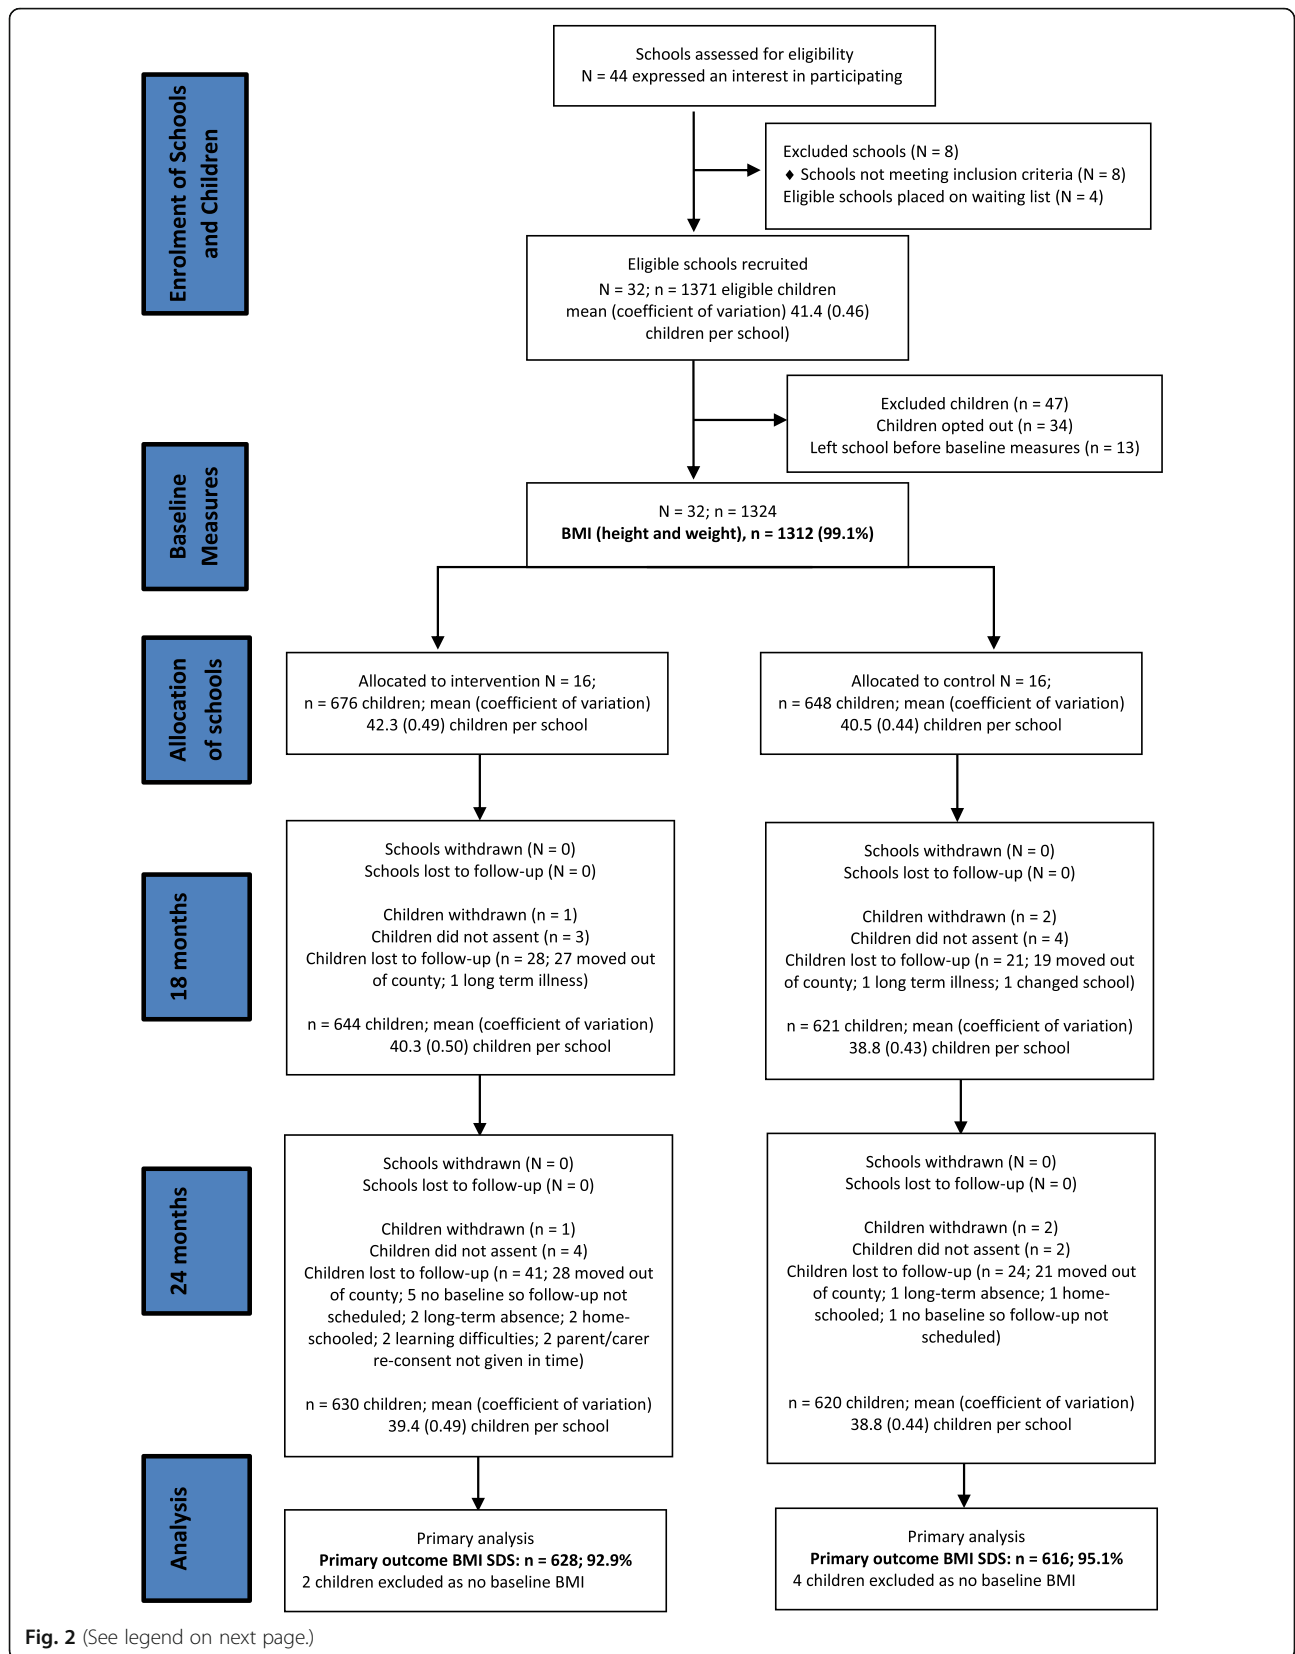 Schools assessed for eligibility
N = 44 expressed an interest in participating
Enrolment of Schools
and Children
Excluded schools (N = 8)
♦ Schools not meeting inclusion criteria (N = 8)
Eligible schools placed on waiting list (N = 4)
Eligible schools recruited
N = 32; n = 1371 eligible children
mean (coefficient of variation) 41.4 (0.46)
children per school)
Excluded children (n = 47)
Children opted out (n = 34)
Left school before baseline measures (n = 13)
Baseline
Measures
N = 32; n = 1324
BMI (height and weight), n = 1312 (99.1%)
Allocation
of schools
Allocated to intervention N = 16;
n = 676 children; mean (coefficient of variation)
42.3 (0.49) children per school
Allocated to control N = 16;
n = 648 children; mean (coefficient of variation)
40.5 (0.44) children per school
18 months
Schools withdrawn (N = 0)
Schools lost to follow-up (N = 0)
Children withdrawn (n = 1)
Children did not assent (n = 3)
Children lost to follow-up (n = 28; 27 moved out
of county; 1 long term illness)
n = 644 children; mean (coefficient of variation)
40.3 (0.50) children per school
Schools withdrawn (N = 0)
Schools lost to follow-up (N = 0)
Children withdrawn (n = 2)
Children did not assent (n = 4)
Children lost to follow-up (n = 21; 19 moved out
of county; 1 long term illness; 1 changed school)
n = 621 children; mean (coefficient of variation)
38.8 (0.43) children per school
24 months
Schools withdrawn (N = 0)
Schools lost to follow-up (N = 0)
Children withdrawn (n = 1)
Children did not assent (n = 4)
Children lost to follow-up (n = 41; 28 moved out
of county; 5 no baseline so follow-up not
scheduled; 2 long-term absence; 2 home-
schooled; 2 learning difficulties; 2 parent/carer
re-consent not given in time)
n = 630 children; mean (coefficient of variation)
39.4 (0.49) children per school
Schools withdrawn (N = 0)
Schools lost to follow-up (N = 0)
Children withdrawn (n = 2)
Children did not assent (n = 2)
Children lost to follow-up (n = 24; 21 moved out
of county; 1 long-term absence; 1 home-
schooled; 1 no baseline so follow-up not
scheduled)
n = 620 children; mean (coefficient of variation)
38.8 (0.44) children per school
Analysis
Primary analysis
Primary outcome BMI SDS: n = 628; 92.9%
2 children excluded as no baseline BMI
Primary analysis
Primary outcome BMI SDS: n = 616; 95.1%
4 children excluded as no baseline BMI
Fig. 2 (See legend on next page.)